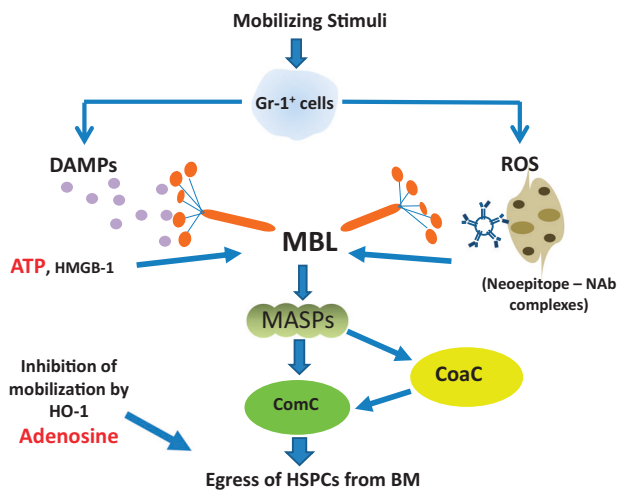 Mobilizing Stimuli
Gr-1⁺ cells
DAMPs
ROS
MBL
ATP, HMGB-1
(Neoepitope – NAb
complexes)
MASPs
CoaC
Inhibition of
mobilization by
HO-1
Adenosine
ComC
Egress of HSPCs from BM